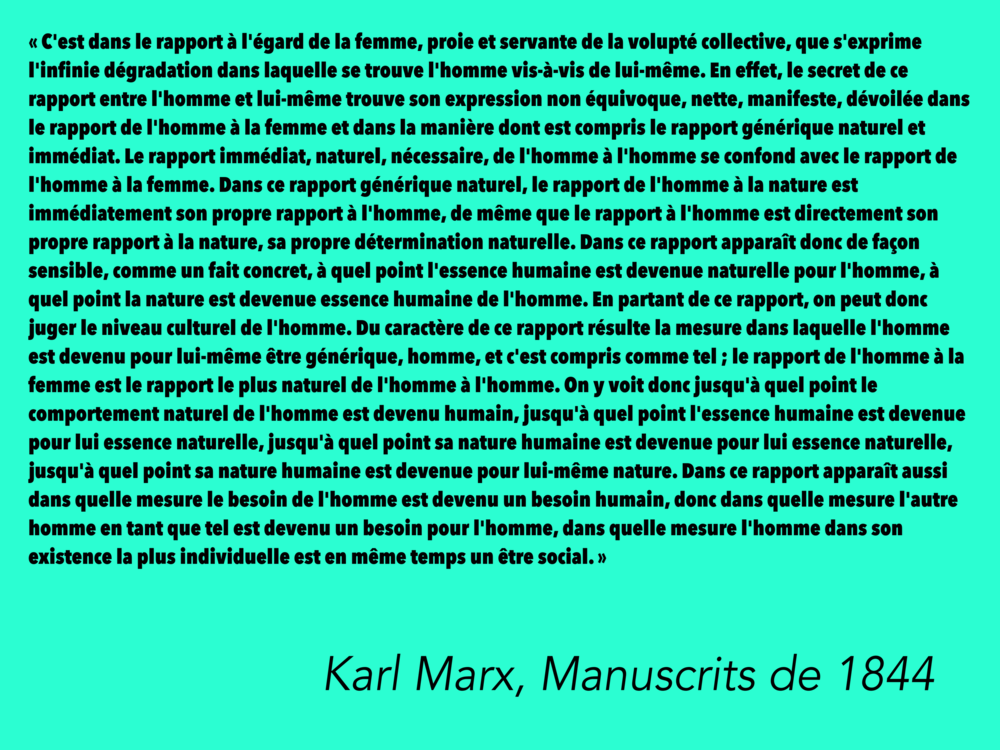 « C'est dans le rapport à l'égard de la femme, proie et servante de la volupté collective, que s'exprime
l'infinie dégradation dans laquelle se trouve l'homme vis-à-vis de lui-même. En effet, le secret de ce
rapport entre l'homme et lui-même trouve son expression non équivoque, nette, manifeste, dévoilée dans
le rapport de l'homme à la femme et dans la manière dont est compris le rapport générique naturel et
immédiat. Le rapport immédiat, naturel, nécessaire, de l'homme à l'homme se confond avec le rapport de
l'homme à la femme. Dans ce rapport générique naturel, le rapport de l'homme à la nature est
immédiatement son propre rapport à l'homme, de même que le rapport à l'homme est directement son
propre rapport à la nature, sa propre détermination naturelle. Dans ce rapport apparaît donc de façon
sensible, comme un fait concret, à quel point l'essence humaine est devenue naturelle pour l'homme, à
quel point la nature est devenue essence humaine de l'homme. En partant de ce rapport, on peut donc
juger le niveau culturel de l'homme. Du caractère de ce rapport résulte la mesure dans laquelle l'homme
est devenu pour lui-même être générique, homme, et c'est compris comme tel ; le rapport de l'homme à la
femme est le rapport le plus naturel de l'homme à l'homme. On y voit donc jusqu'à quel point le
comportement naturel de l'homme est devenu humain, jusqu'à quel point l'essence humaine est devenue
pour lui essence naturelle, jusqu'à quel point sa nature humaine est devenue pour lui essence naturelle,
jusqu'à quel point sa nature humaine est devenue pour lui-même nature. Dans ce rapport apparaît aussi
dans quelle mesure le besoin de l'homme est devenu un besoin humain, donc dans quelle mesure l'autre
homme en tant que tel est devenu un besoin pour l'homme, dans quelle mesure l'homme dans son
existence la plus individuelle est en même temps un être social. »
Karl Marx, Manuscrits de 1844